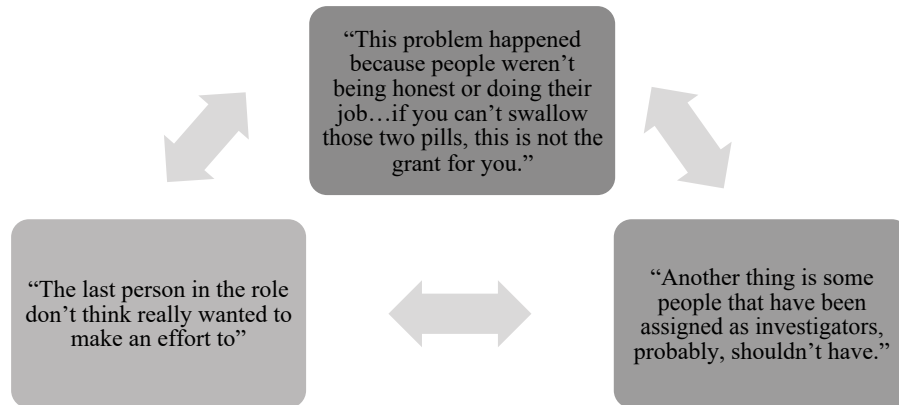 “This problem happened
because people weren’t
being honest or doing their
job…if you can’t swallow
those two pills, this is not the
grant for you.”
“The last person in the role
don’t think really wanted to
make an effort to”
“Another thing is some
people that have been
assigned as investigators,
probably, shouldn’t have.”